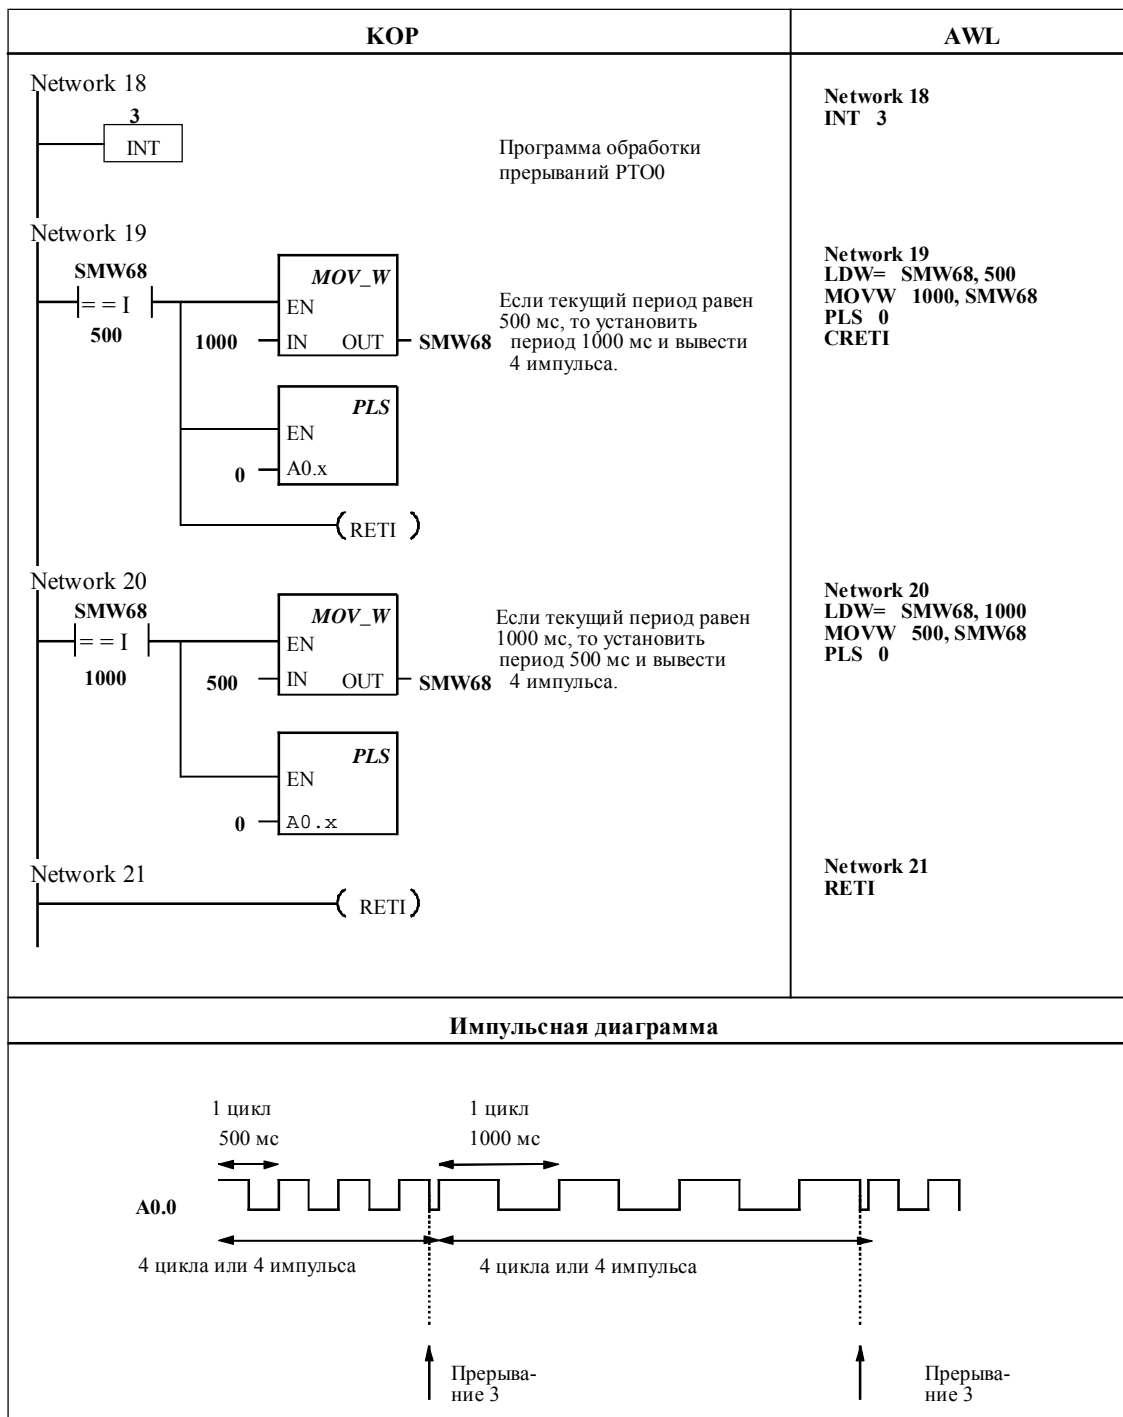 KOP
AWL
Network 18
3
INT
Программа обработки
прерываний PTO0
Network 18
INT 3
Network 19
SMW68
= = I
500
MOV_W
EN
1000 IN OUT SMW68
PLS
EN
0 A0.x
RETI
Если текущий период равен
500 мс, то установить
период 1000 мс и вывести
4 импульса.
Network 19
LDW= SMW68, 500
MOVW 1000, SMW68
PLS 0
CRETI
Network 20
SMW68
= = I
1000
MOV_W
EN
500 IN OUT SMW68
PLS
EN
0 A0.x
Если текущий период равен
1000 мс, то установить
период 500 мс и вывести
4 импульса.
Network 20
LDW= SMW68, 1000
MOVW 500, SMW68
PLS 0
Network 21
RETI
Network 21
RETI
Импульсная диаграмма
1 цикл
500 мс
1 цикл
1000 мс
A0.0
4 цикла или 4 импульса
4 цикла или 4 импульса
Прерыва-
ние 3
Прерыва-
ние 3